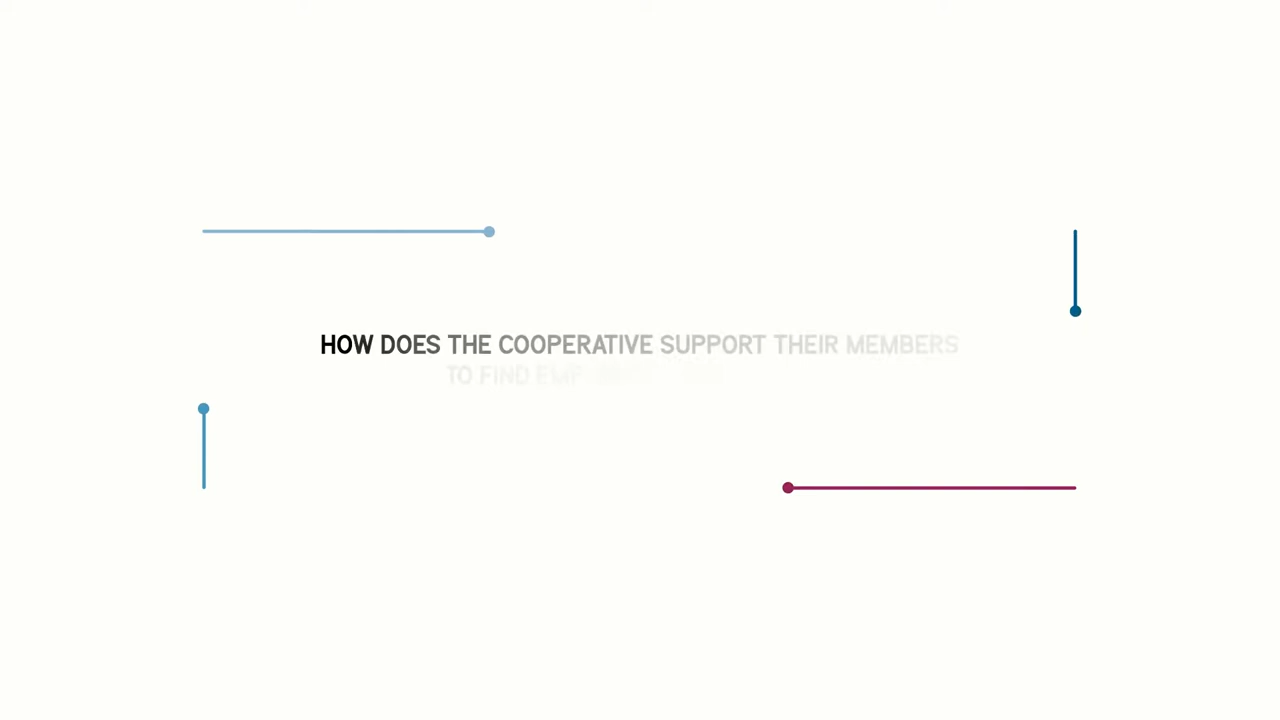 HOW DOES THE COOPERATIVE SUPPORT THEIR MEMBERS
TO FIND